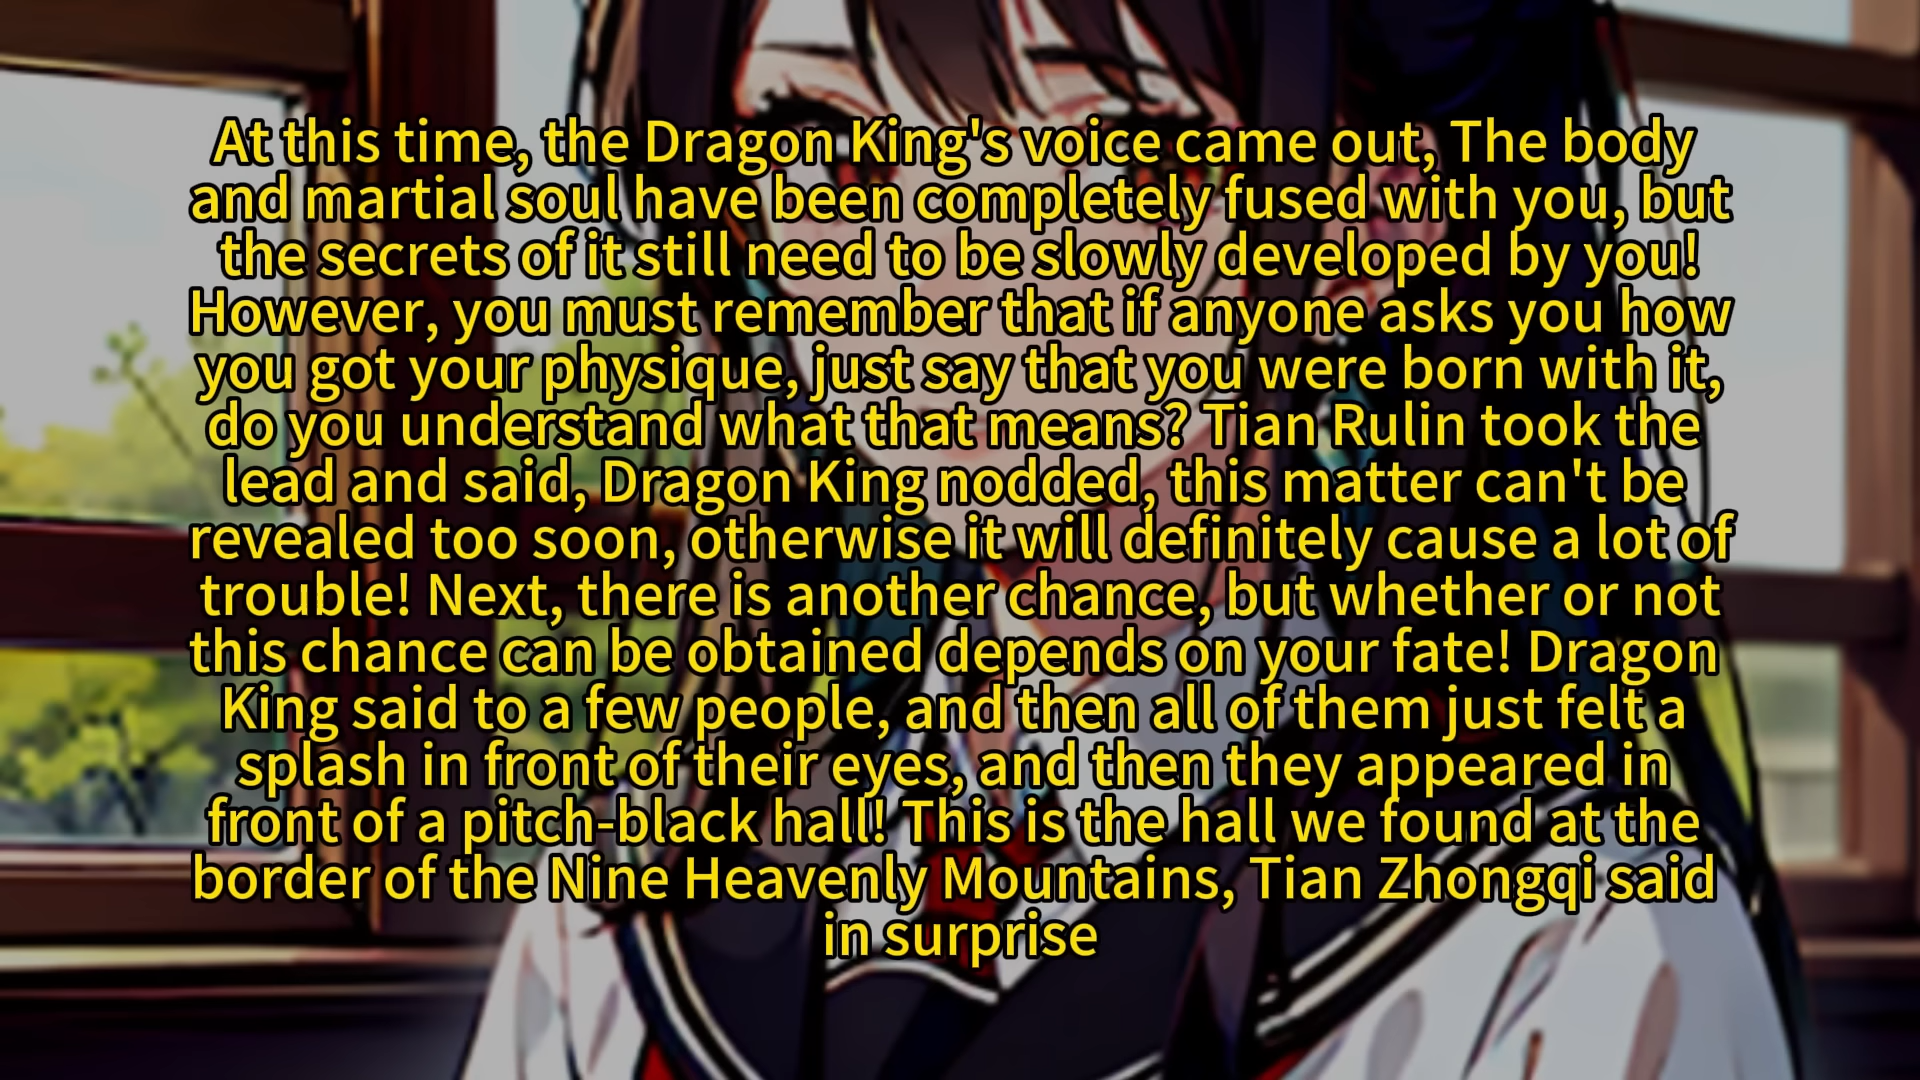 At this time, the Dragon King's voice came out, The body
and martial soul have been completely fused with you, but
the secrets of it still need to be slowly developed by you!
However, you must remember that if anyone asks you how
you got your physique, just say that you were born with it,
do you understand what that means? Tian Rulin took the
lead and said, Dragon King nodded, this matter can't be
revealed too soon, otherwise it will definitely cause a lot of
trouble! Next, there is another chance, but whether or not
this chance can be obtained depends on your fate! Dragon
King said to a few people, and then all of them just felt a
splash in front of their eyes, and then they appeared in
front of a pitch-black hall! This is the hall we found at the
border of the Nine Heavenly Mountains, Tian Zhongqi said
in surprise